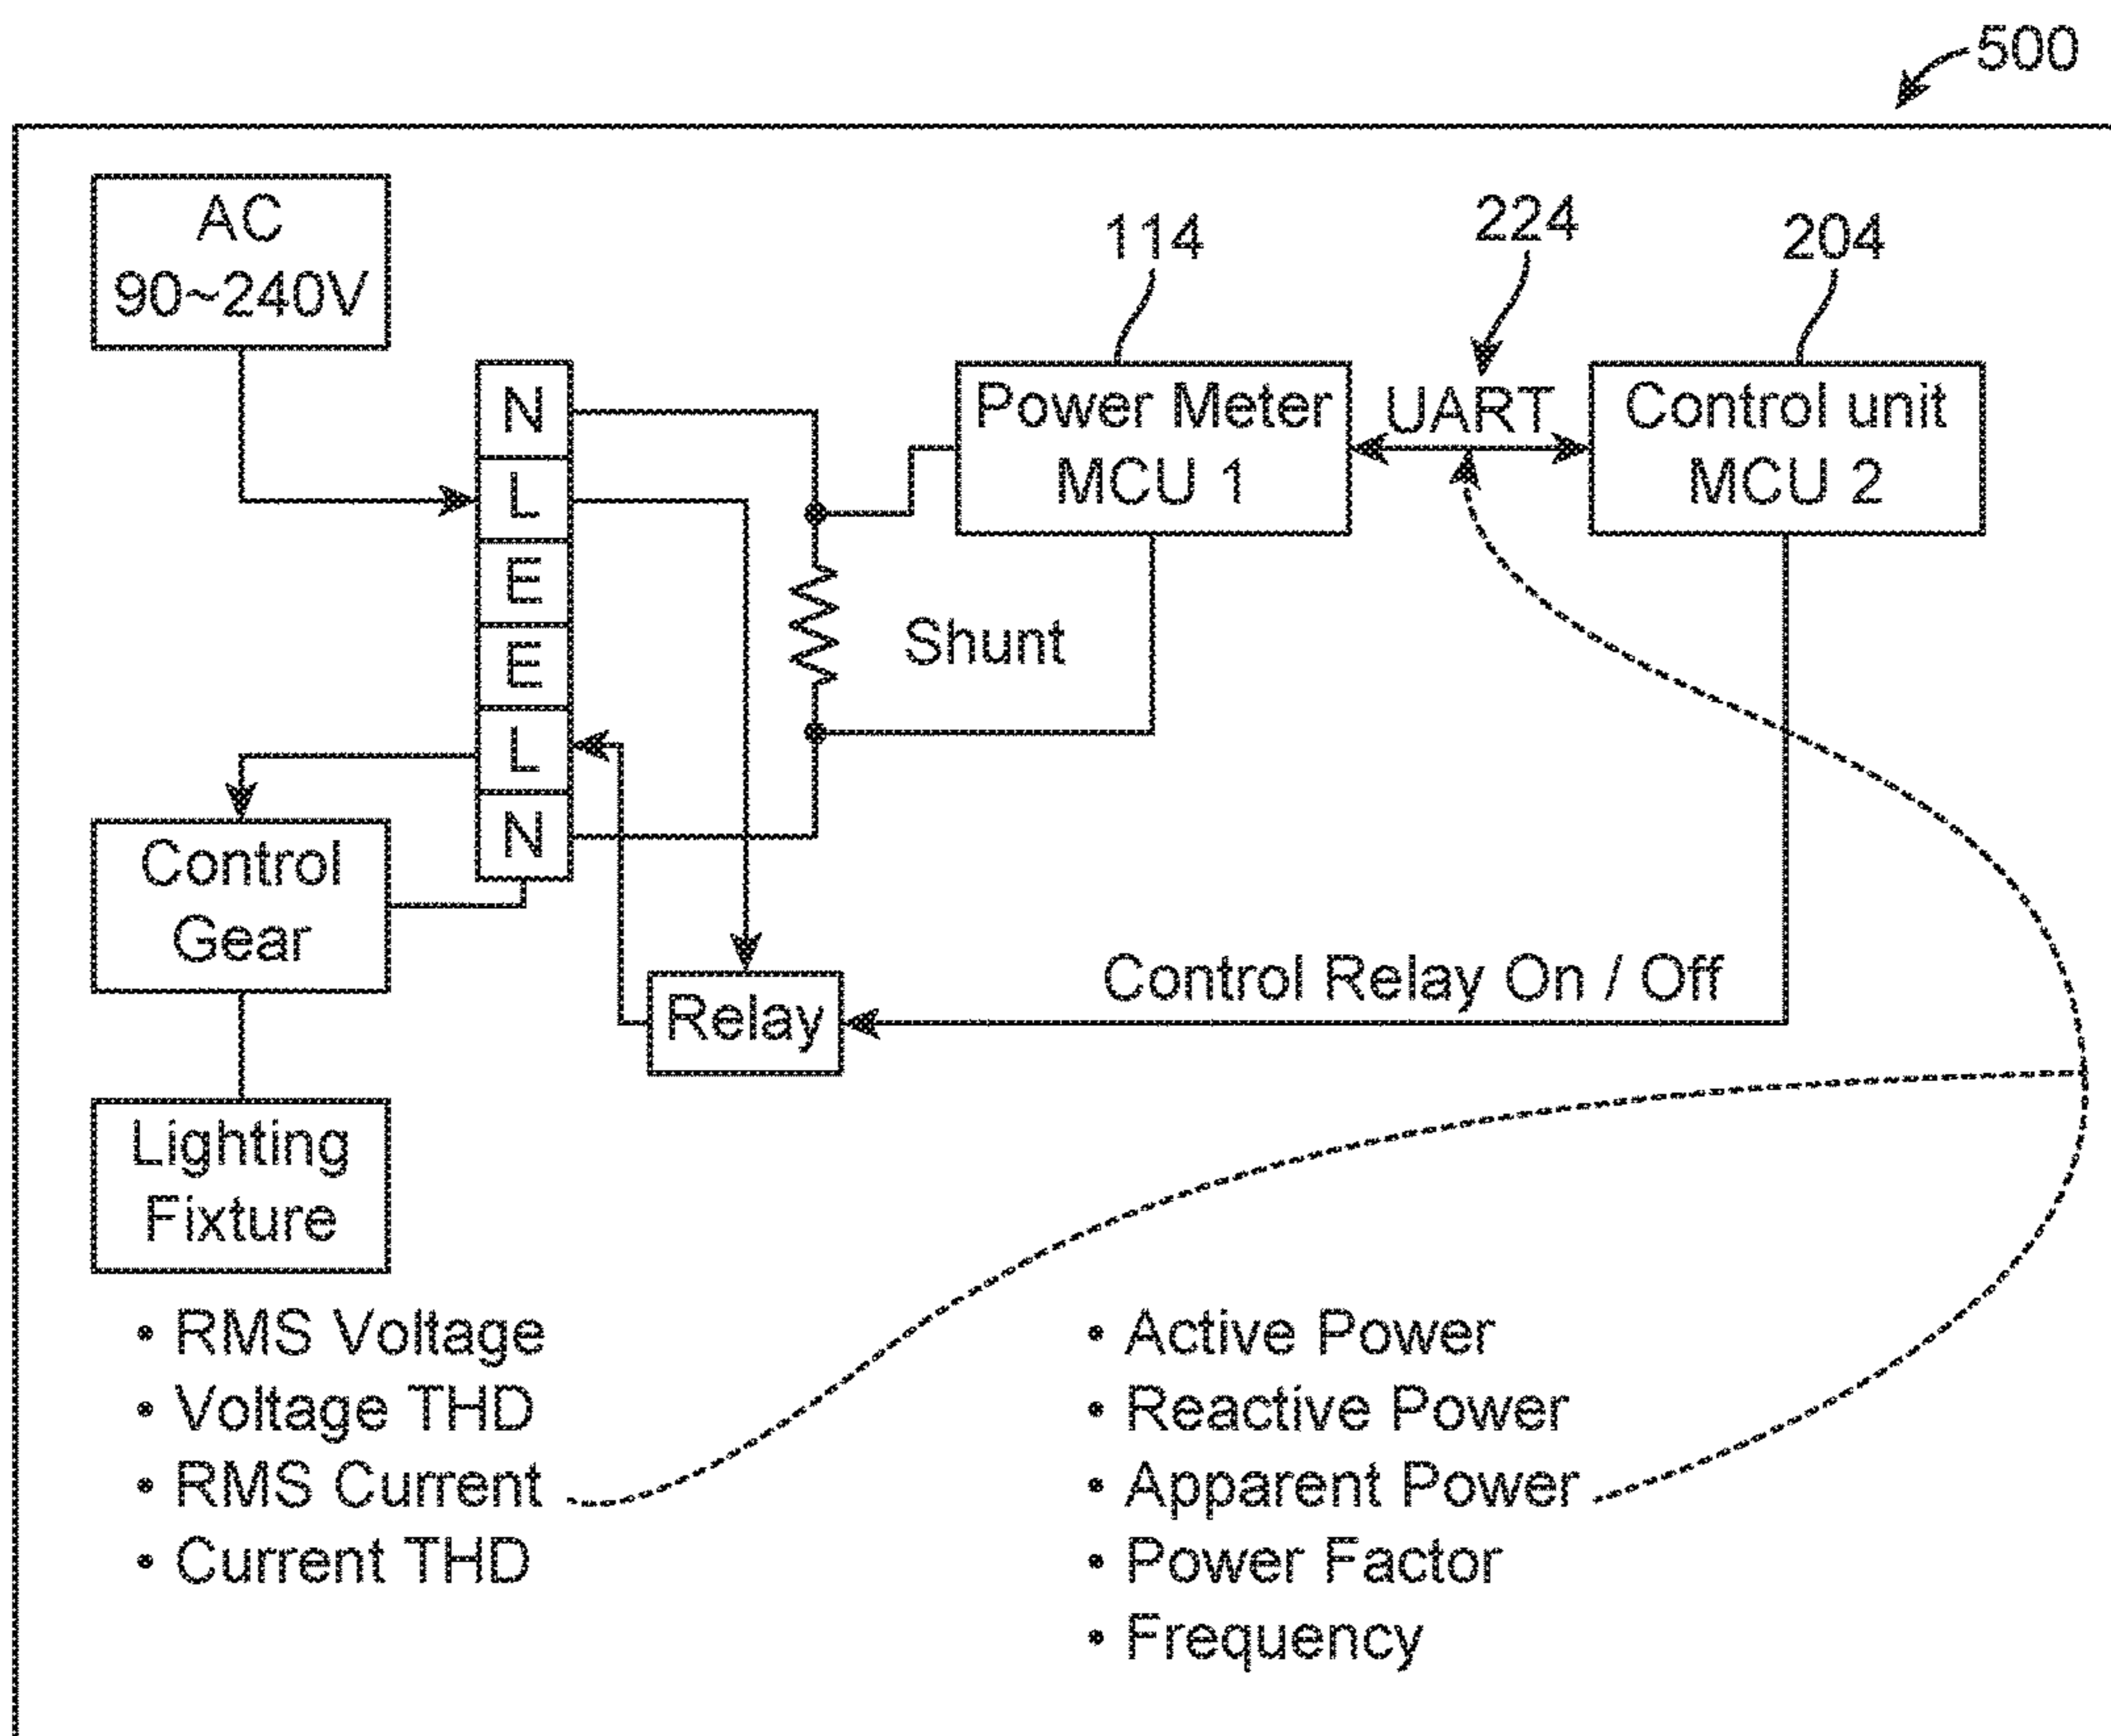 500
AC
90~240V
114
224
204
N
L
E
E
L
N
Power Meter
MCU 1
UART
Control unit
MCU 2
Shunt
Control
Gear
Relay
Control Relay On / Off
Lighting
Fixture
• RMS Voltage
• Voltage THD
• RMS Current
• Current THD
• Active Power
• Reactive Power
• Apparent Power
• Power Factor
• Frequency